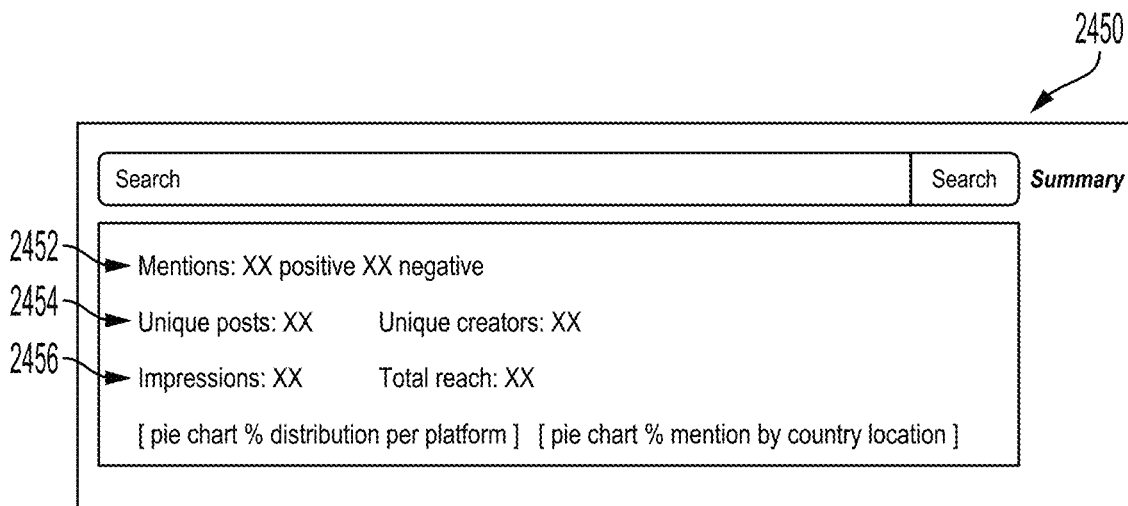 2450
Search Search Summary
2452 Mentions: XX positive XX negative
2454 Unique posts: XX Unique creators: XX
2456 Impressions: XX Total reach: XX
[ pie chart % distribution per platform ] [ pie chart % mention by country location ]